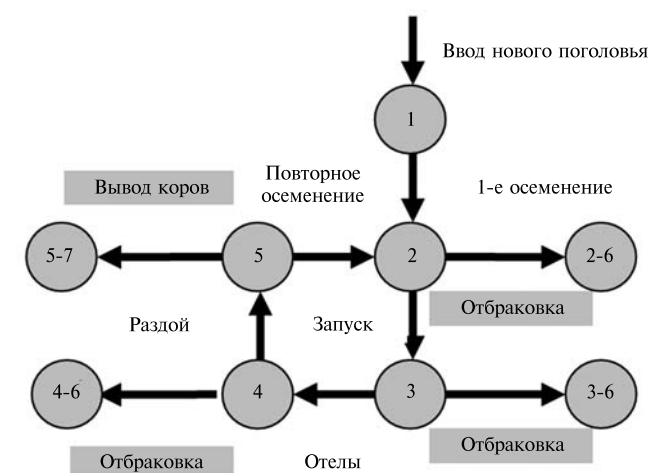 Ввод нового поголовья
1
Вывод коров
Повторное
осеменение
1-е осеменение
5-7
5
2
2-6
Раздой
Запуск
Отбраковка
4-6
4
3
3-6
Отбраковка
Отелы
Отбраковка